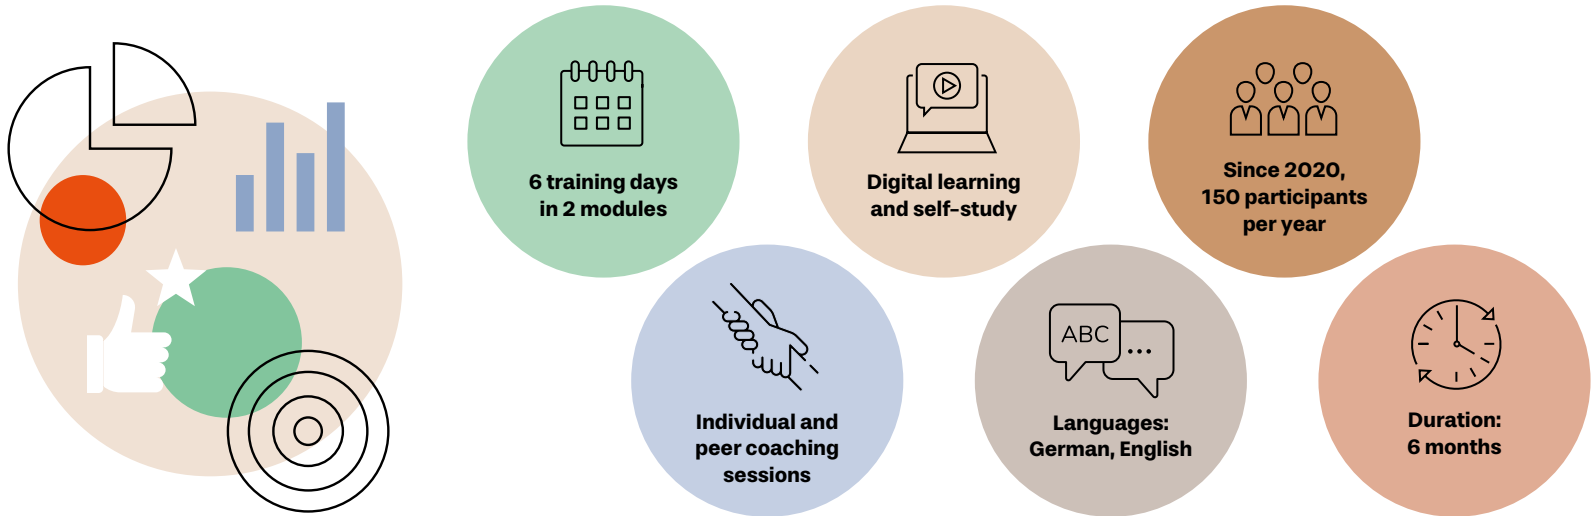 6 training days
in 2 modules
Digital learning
and self-study
Since 2020,
150 participants
per year
Individual and
peer coaching
sessions
ABC
...
Languages:
German, English
Duration:
6 months